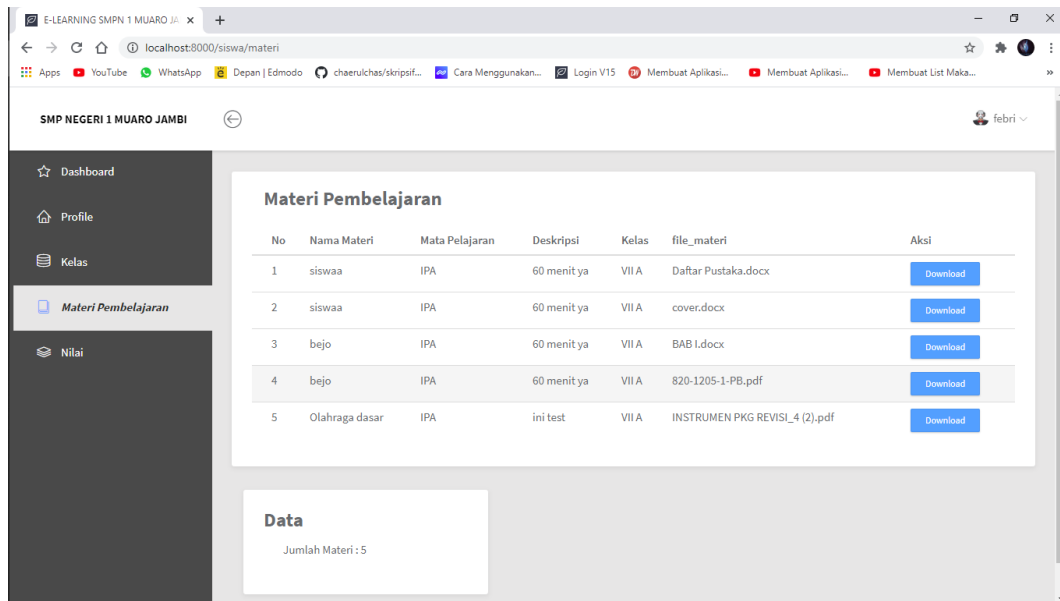 E-LEARNING SMPN 1 MUARO JA
localhost:8000/siswa/materi
Apps YouTube WhatsApp Depan | Edmodo chaerulchas/skripsif... Cara Menggunakan... Login V15 Membuat Aplikasi... Membuat Aplikasi... Membuat List Maka... »
SMP NEGERI 1 MUARO JAMBI febri
Dashboard
Profile
Kelas
Materi Pembelajaran
Nilai
Materi Pembelajaran
No Nama Materi Mata Pelajaran Deskripsi Kelas file_materi Aksi
1 siswaa IPA 60 menit ya VII A Daftar Pustaka.docx Download
2 siswaa IPA 60 menit ya VII A cover.docx Download
3 bejo IPA 60 menit ya VII A BAB I.docx Download
4 bejo IPA 60 menit ya VII A 820-1205-1-PB.pdf Download
5 Olahraga dasar IPA ini test VII A INSTRUMEN PKG REVISI_4 (2).pdf Download
Data
Jumlah Materi : 5